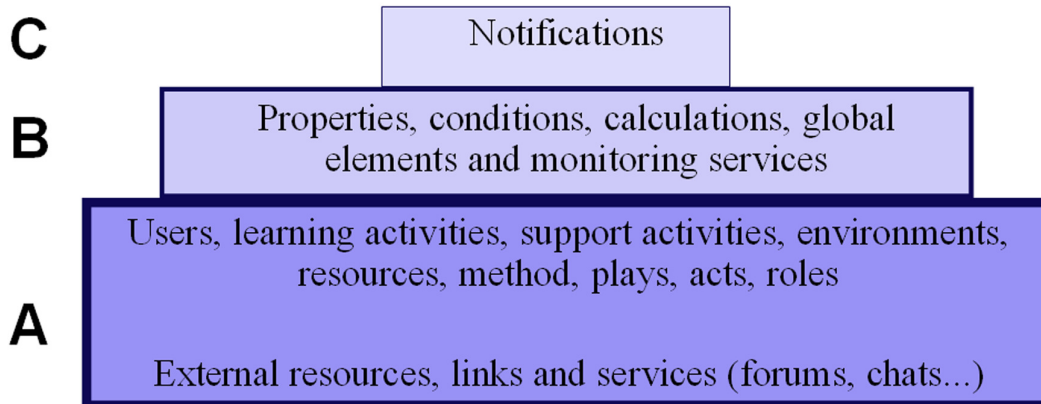 C
Notifications
B
Properties, conditions, calculations, global
elements and monitoring services
Users, learning activities, support activities, environments,
resources, method, plays, acts, roles
A
External resources, links and services (forums, chats...)